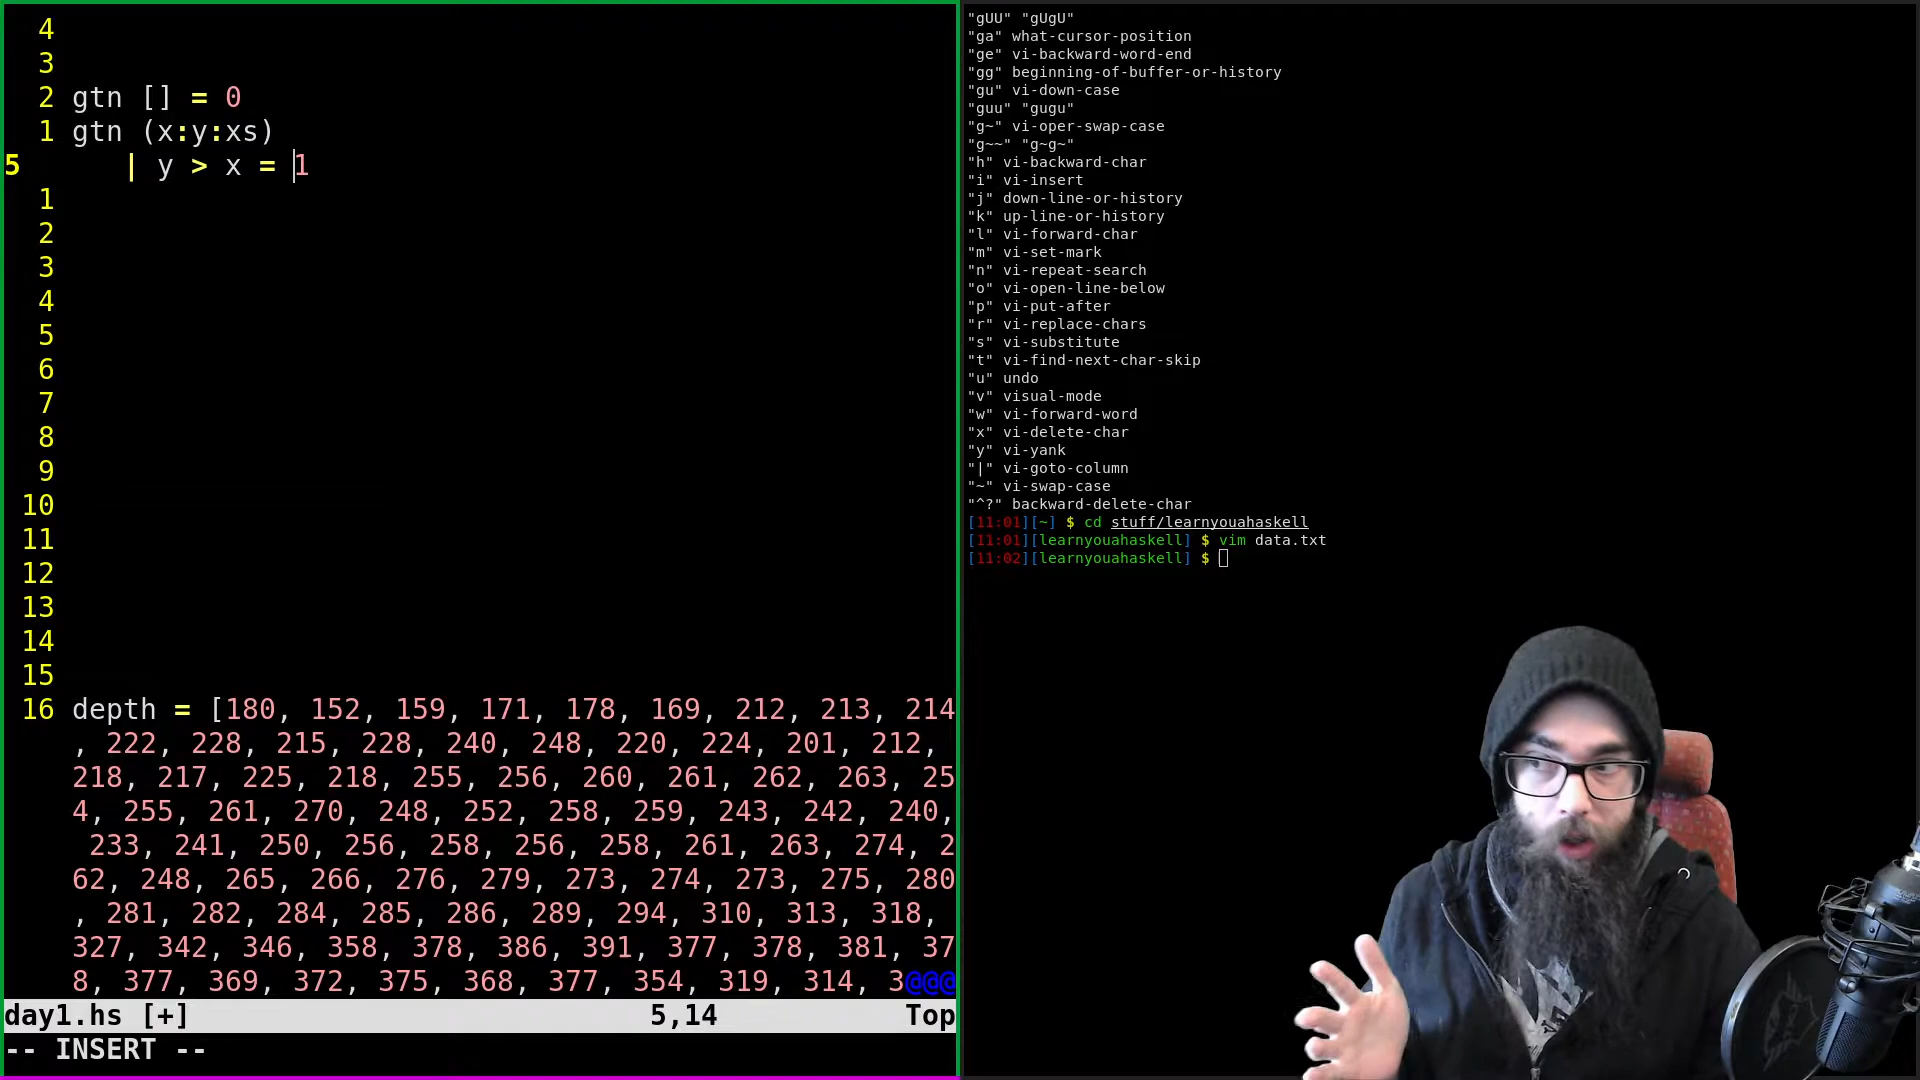 4
3
2 gtn [] = 0
1 gtn (x:y:xs)
5 | y > x = 1
1
2
3
4
5
6
7
8
9
10
11
12
13
14
15
16 depth = [180, 152, 159, 171, 178, 169, 212, 213, 214
, 222, 228, 215, 228, 240, 248, 220, 224, 201, 212,
218, 217, 225, 218, 255, 256, 260, 261, 262, 263, 25
4, 255, 261, 270, 248, 252, 258, 259, 243, 242, 240,
233, 241, 250, 256, 258, 256, 258, 261, 263, 274, 2
62, 248, 265, 266, 276, 279, 273, 274, 273, 275, 280
, 281, 282, 284, 285, 286, 289, 294, 310, 313, 318,
327, 342, 346, 358, 378, 386, 391, 377, 378, 381, 37
8, 377, 369, 372, 375, 368, 377, 354, 319, 314, 3@@@
day1.hs [+] 5,14 Top
-- INSERT --
"gUU" "gUgU"
"ga" what-cursor-position
"ge" vi-backward-word-end
"gg" beginning-of-buffer-or-history
"gu" vi-down-case
"guu" "gugu"
"g~" vi-oper-swap-case
"g~~" "g~g~"
"h" vi-backward-char
"i" vi-insert
"j" down-line-or-history
"k" up-line-or-history
"l" vi-forward-char
"m" vi-set-mark
"n" vi-repeat-search
"o" vi-open-line-below
"p" vi-put-after
"r" vi-replace-chars
"s" vi-substitute
"t" vi-find-next-char-skip
"u" undo
"v" visual-mode
"w" vi-forward-word
"x" vi-delete-char
"y" vi-yank
"|" vi-goto-column
"~" vi-swap-case
"^?" backward-delete-char
[11:01][~] $ cd stuff/learnyouahaskell
[11:01][learnyouahaskell] $ vim data.txt
[11:02][learnyouahaskell] $